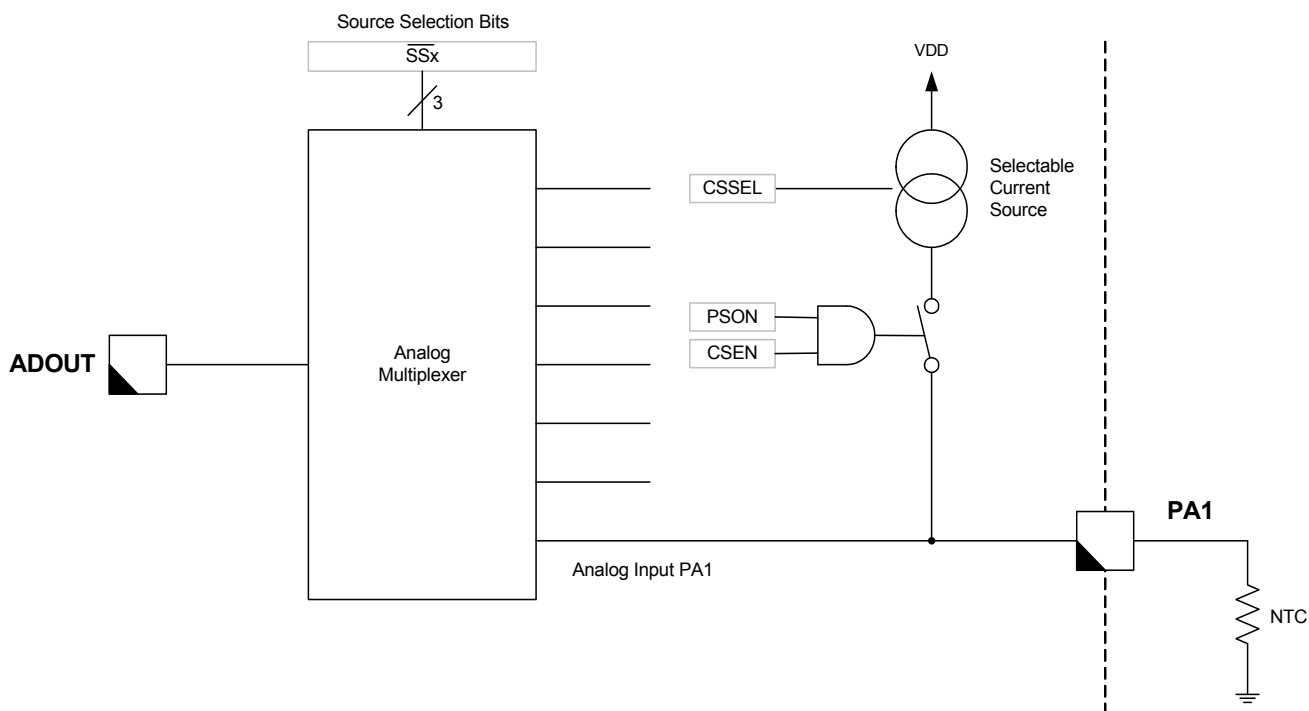 Source Selection Bits
SSx
3
VDD
CSSEL
Selectable
Current
Source
PSON
CSEN
ADOUT
Analog
Multiplexer
PA1
Analog Input PA1
NTC